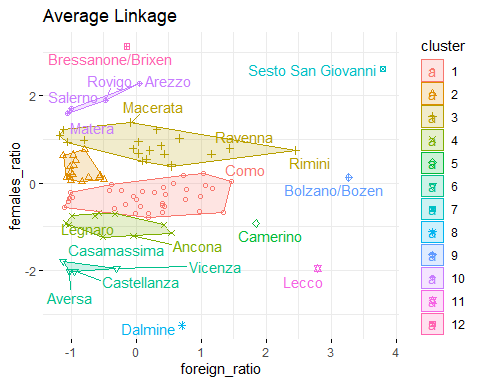 Average Linkage
Bressanone/Brixen
Sesto San Giovanni
Rovigo
Arezzo
Salerno
Macerata
Matera
Ravenna
Rimini
Como
Bolzano/Bozen
Legnaro
Ancona
Camerino
Casamassima
Vicenza
Castellanza
Lecco
Aversa
Dalmine
2
0
-2
females_ratio
-1
0
1
2
3
4
foreign_ratio
cluster
1
2
3
4
5
6
7
8
9
10
11
12